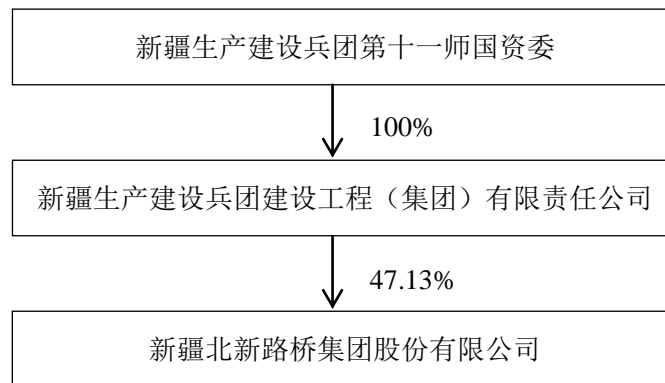 新疆生产建设兵团第十一师国资委
100%
新疆生产建设兵团建设工程（集团）有限责任公司
47.13%
新疆北新路桥集团股份有限公司